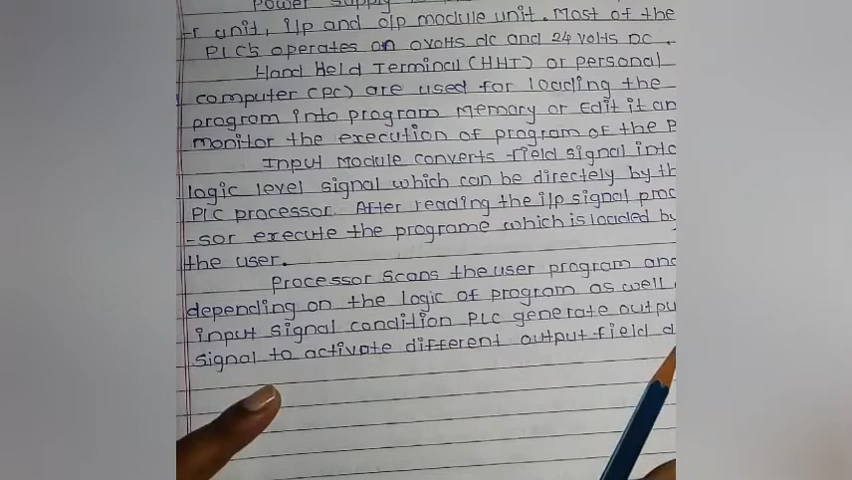 Power supply is
-r unit, i/p and o/p module unit. Most of the
PLC's operates on 0volts dc and 24 volts DC.
Hand Held Terminal (HHT) or personal
computer (PC) are used for loading the
program into program memory or Edit it an
monitor the execution of program of the P
Input Module converts field signal into
logic level signal which can be directely by th
PLC processor. After reading the i/p signal proc
-sor execute the programe which is loaded by
the user.
Processor scans the user program and
depending on the logic of program as well
input signal condition PLC generate outpu
signal to activate different output field d